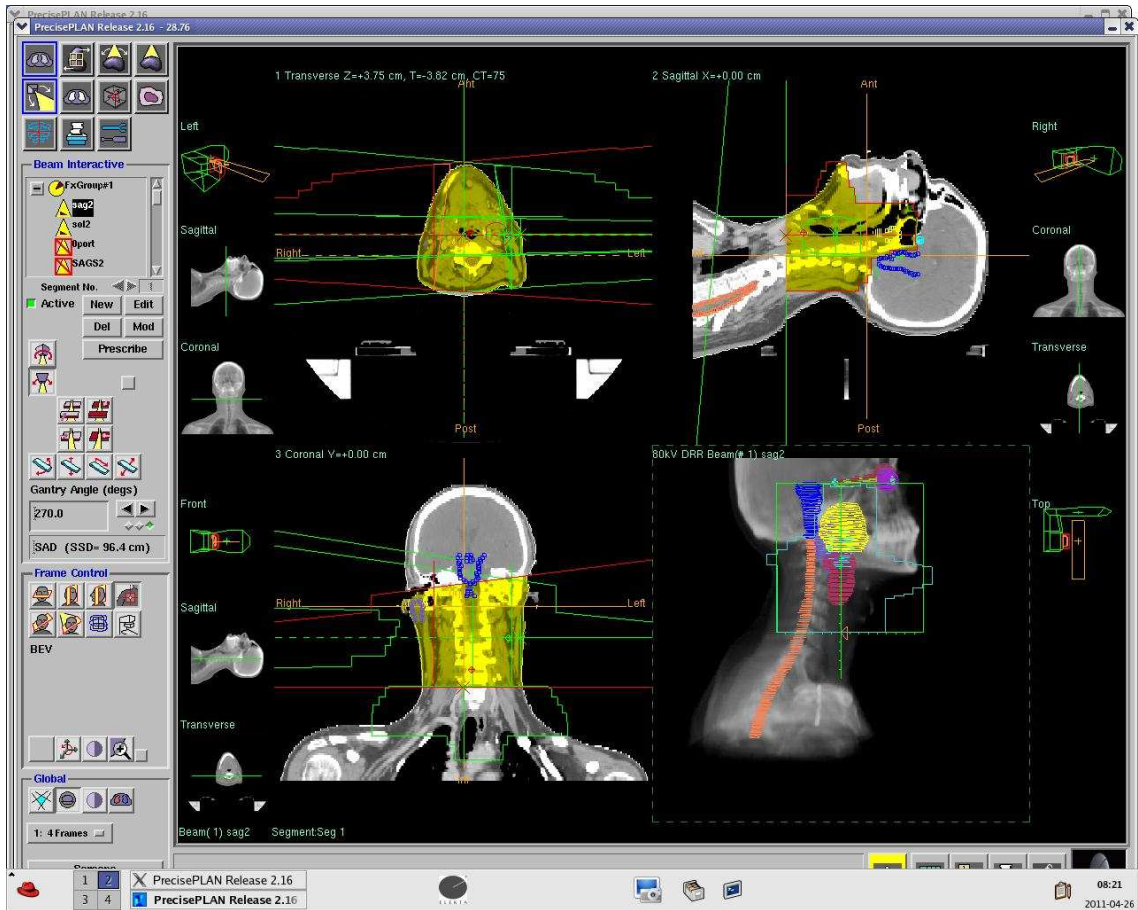 PrecisePLAN Release 2.16
PrecisePLAN Release 2.16 - 28.76
Beam Interactive
FxGroup#1
sag2
sol2
0port
SAGS2
Segment No.
1
Active
New
Edit
Del
Mod
Prescribe
Gantry Angle (degs)
270.0
SAD (SSD= 96.4 cm)
Frame Control
BEV
Global
1: 4 Frames
1 Transverse Z=+3.75 cm, T=-3.82 cm, CT=75
Ant
Left
Sagittal
Coronal
Right
Left
Post
2 Sagittal X=+0.00 cm
Ant
Right
Coronal
Transverse
Post
3 Coronal Y=+0.00 cm
Front
Sagittal
Transverse
Right
Left
80kV DRR Beam(# 1) sag2
Top
Beam( 1) sag2
Segment:Seg 1
1
2
3
4
PrecisePLAN Release 2.16
PrecisePLAN Release 2.16
ELEKTA
08:21
2011-04-26